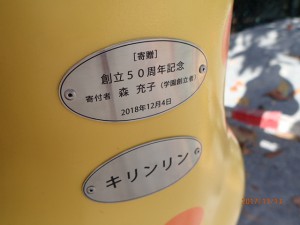 ［寄贈］
創立５０周年記念
寄付者 森 充子（学園創立者）
2018年12月4日
キリンリン